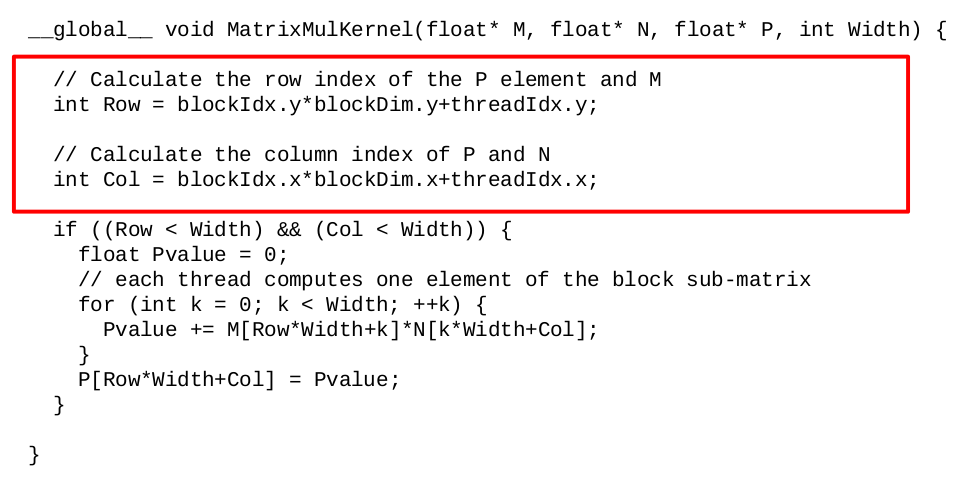 __global__ void MatrixMulKernel(float* M, float* N, float* P, int Width) {
// Calculate the row index of the P element and M
int Row = blockIdx.y*blockDim.y+threadIdx.y;
// Calculate the column index of P and N
int Col = blockIdx.x*blockDim.x+threadIdx.x;
if ((Row < Width) && (Col < Width)) {
float Pvalue = 0;
// each thread computes one element of the block sub-matrix
for (int k = 0; k < Width; ++k) {
Pvalue += M[Row*Width+k]*N[k*Width+Col];
}
P[Row*Width+Col] = Pvalue;
}
}